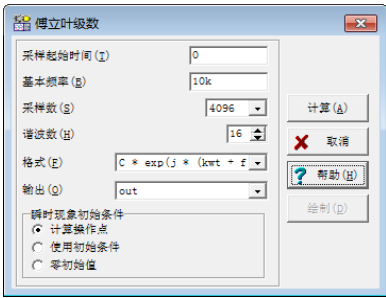 傅立叶级数
采样起始时间(I) 0
基本频率(B) 10k
采样数(S) 4096
谐波数(H) 16
格式(F) C * exp(j * (kwt + f
输出(O) out
瞬时现象初始条件
计算操作点
使用初始条件
零初始值
计算(A)
取消
帮助(H)
绘制(D)